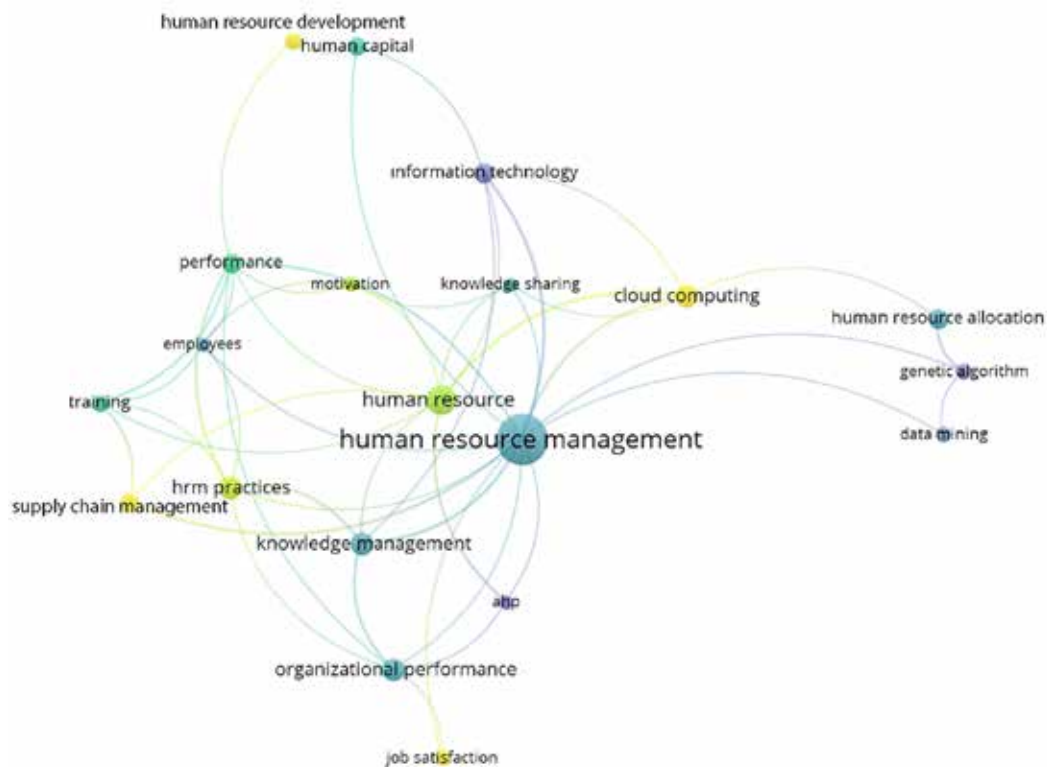 human resource development
human capital
information technology
performance
motivation
knowledge sharing
cloud computing
human resource allocation
employees
genetic algorithm
training
human resource
human resource management
data mining
hrm practices
supply chain management
knowledge management
ahp
organizational performance
job satisfaction